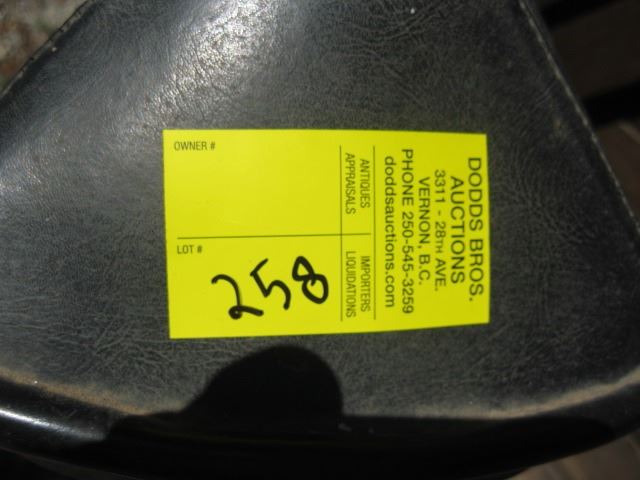 DODDS BROS.
AUCTIONS
3311 - 28TH AVE.
VERNON, B.C.
PHONE 250-545-3259
doddsauctions.com
ANTIQUES
APPRAISALS
IMPORTERS
LIQUIDATIONS
OWNER #
LOT #
258